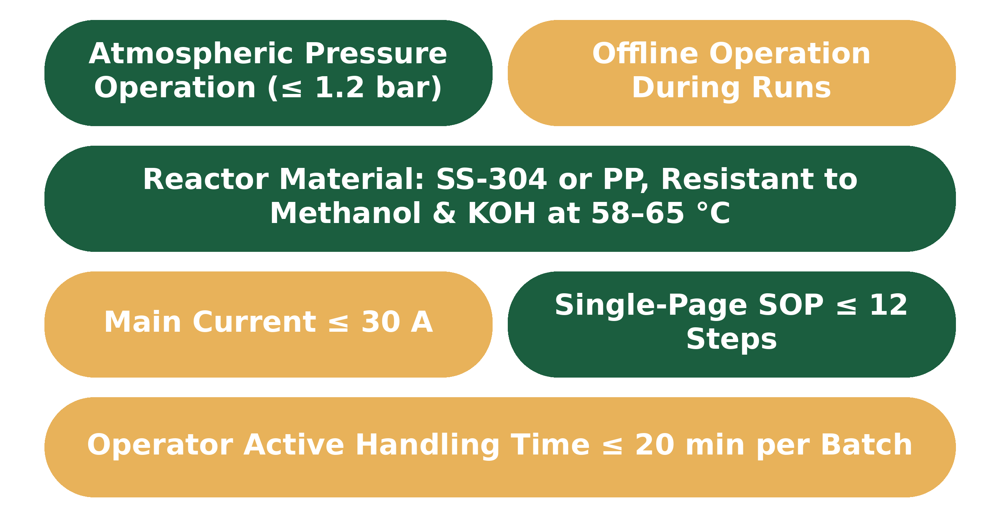 Atmospheric Pressure
Operation (≤ 1.2 bar)
Offline Operation
During Runs
Reactor Material: SS-304 or PP, Resistant to
Methanol & KOH at 58–65 °C
Main Current ≤ 30 A
Single-Page SOP ≤ 12
Steps
Operator Active Handling Time ≤ 20 min per Batch